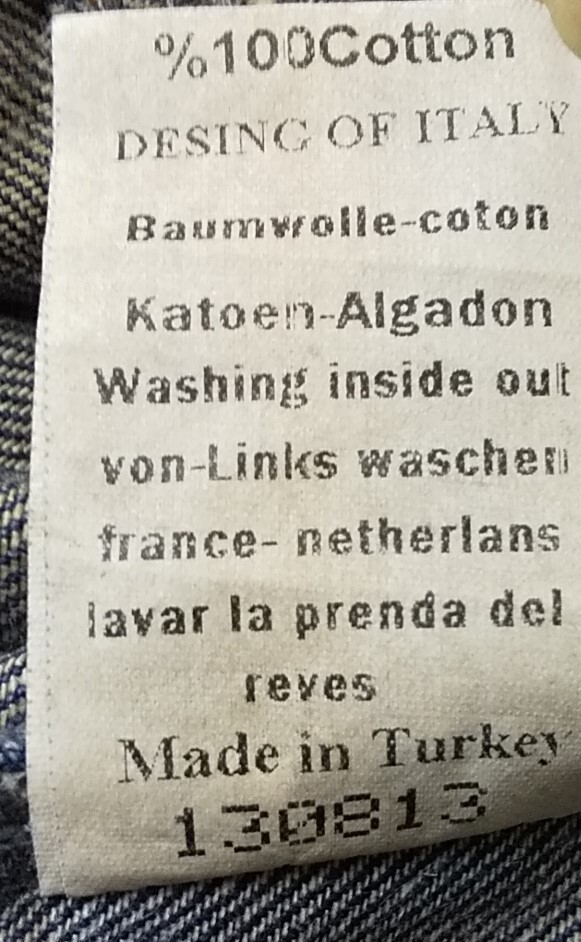 %100Cotton
DESING OF ITALY
Baumwolle-coton
Katoen-Algadon
Washing inside out
von-Links waschen
france- netherlans
lavar la prenda del
reves
Made in Turkey
130813